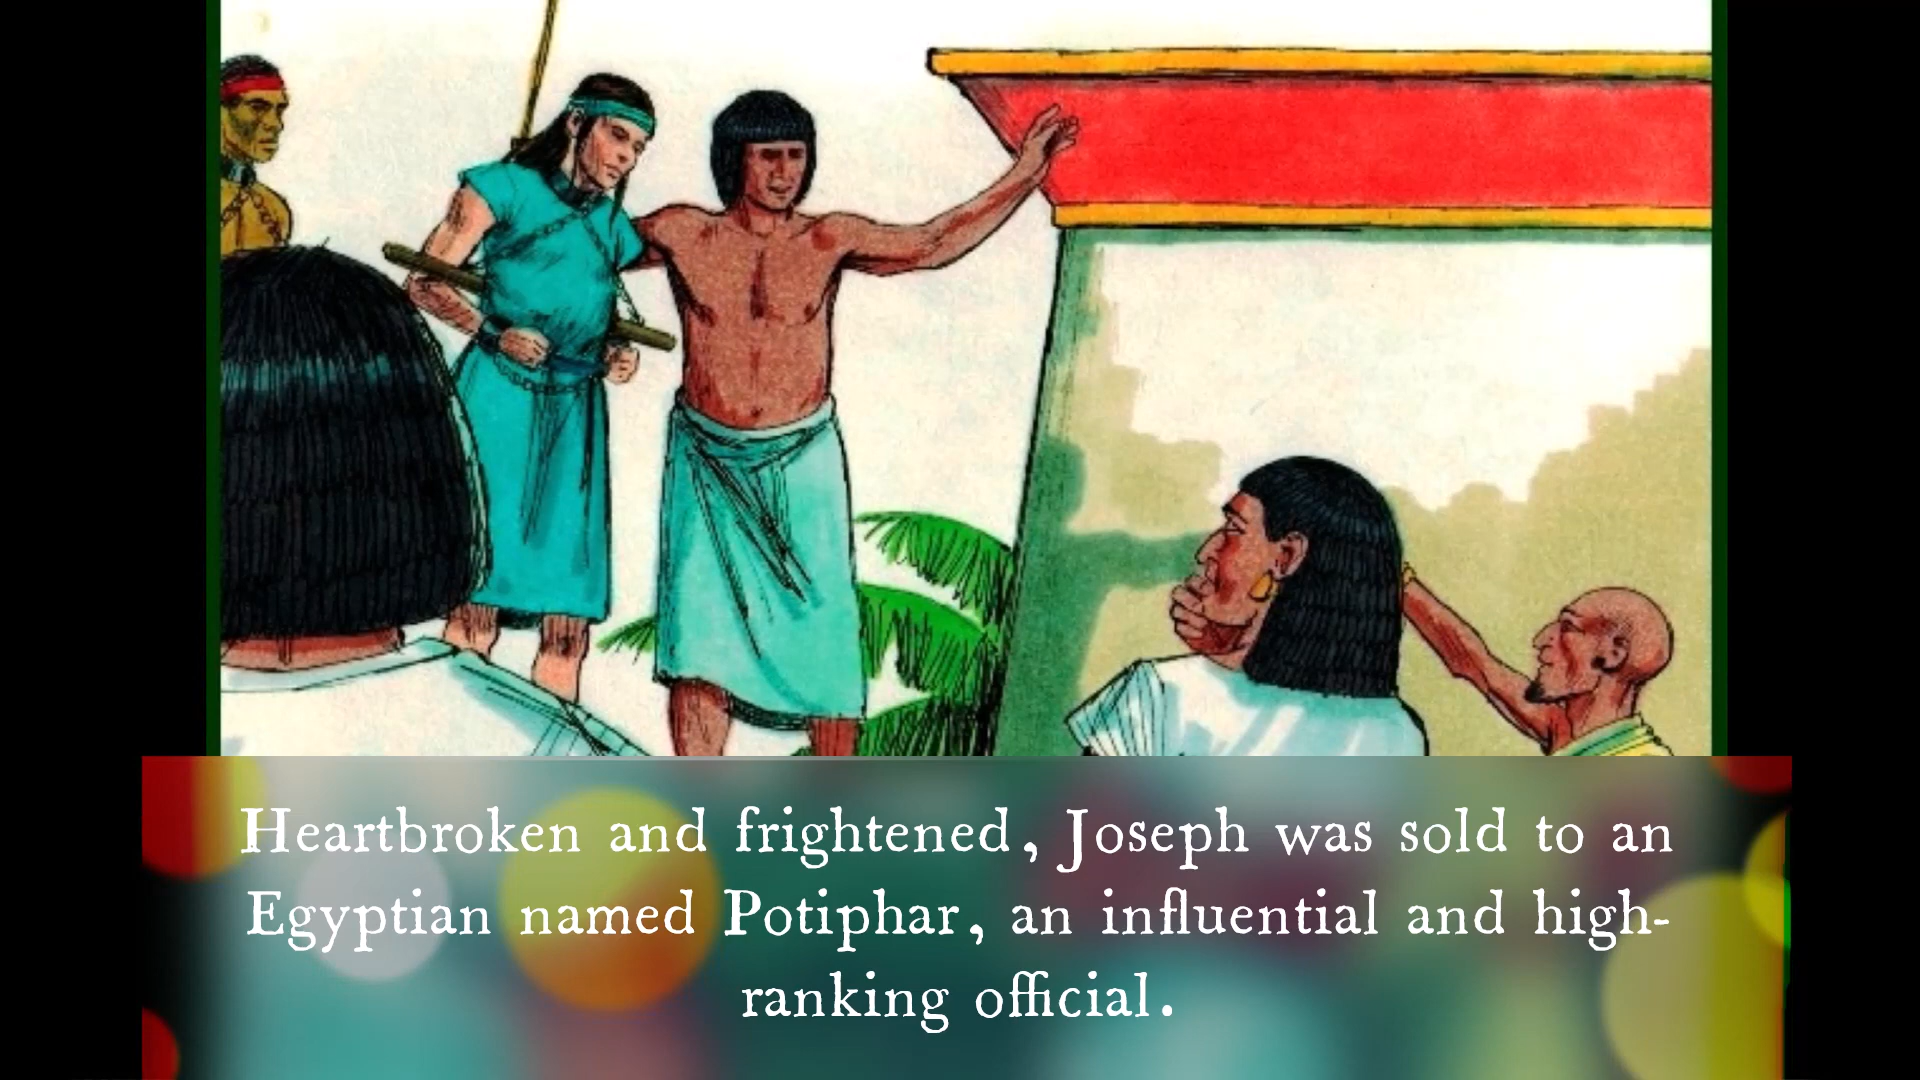 Heartbroken and frightened, Joseph was sold to an
Egyptian named Potiphar, an influential and high-
ranking official.